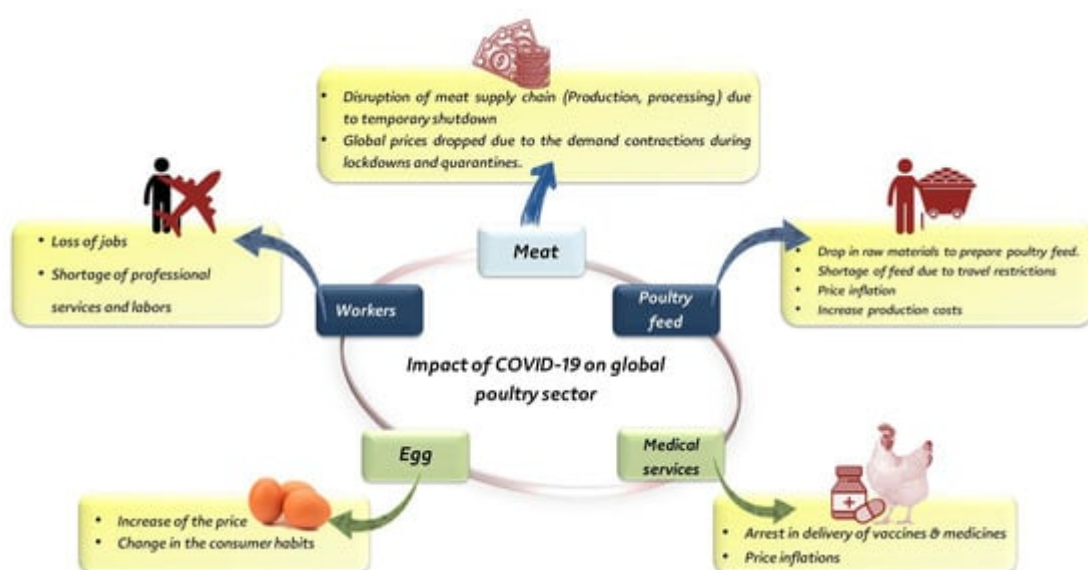 • Disruption of meat supply chain (Production, processing) due
to temporary shutdown
• Global prices dropped due to the demand contractions during
lockdowns and quarantines.
Meat
• Loss of jobs
• Shortage of professional
services and labors
Workers
Poultry
feed
• Drop in raw materials to prepare poultry feed.
• Shortage of feed due to travel restrictions
• Price inflation
• Increase production costs
Impact of COVID-19 on global
poultry sector
Egg
• Increase of the price
• Change in the consumer habits
Medical
services
• Arrest in delivery of vaccines & medicines
• Price inflations